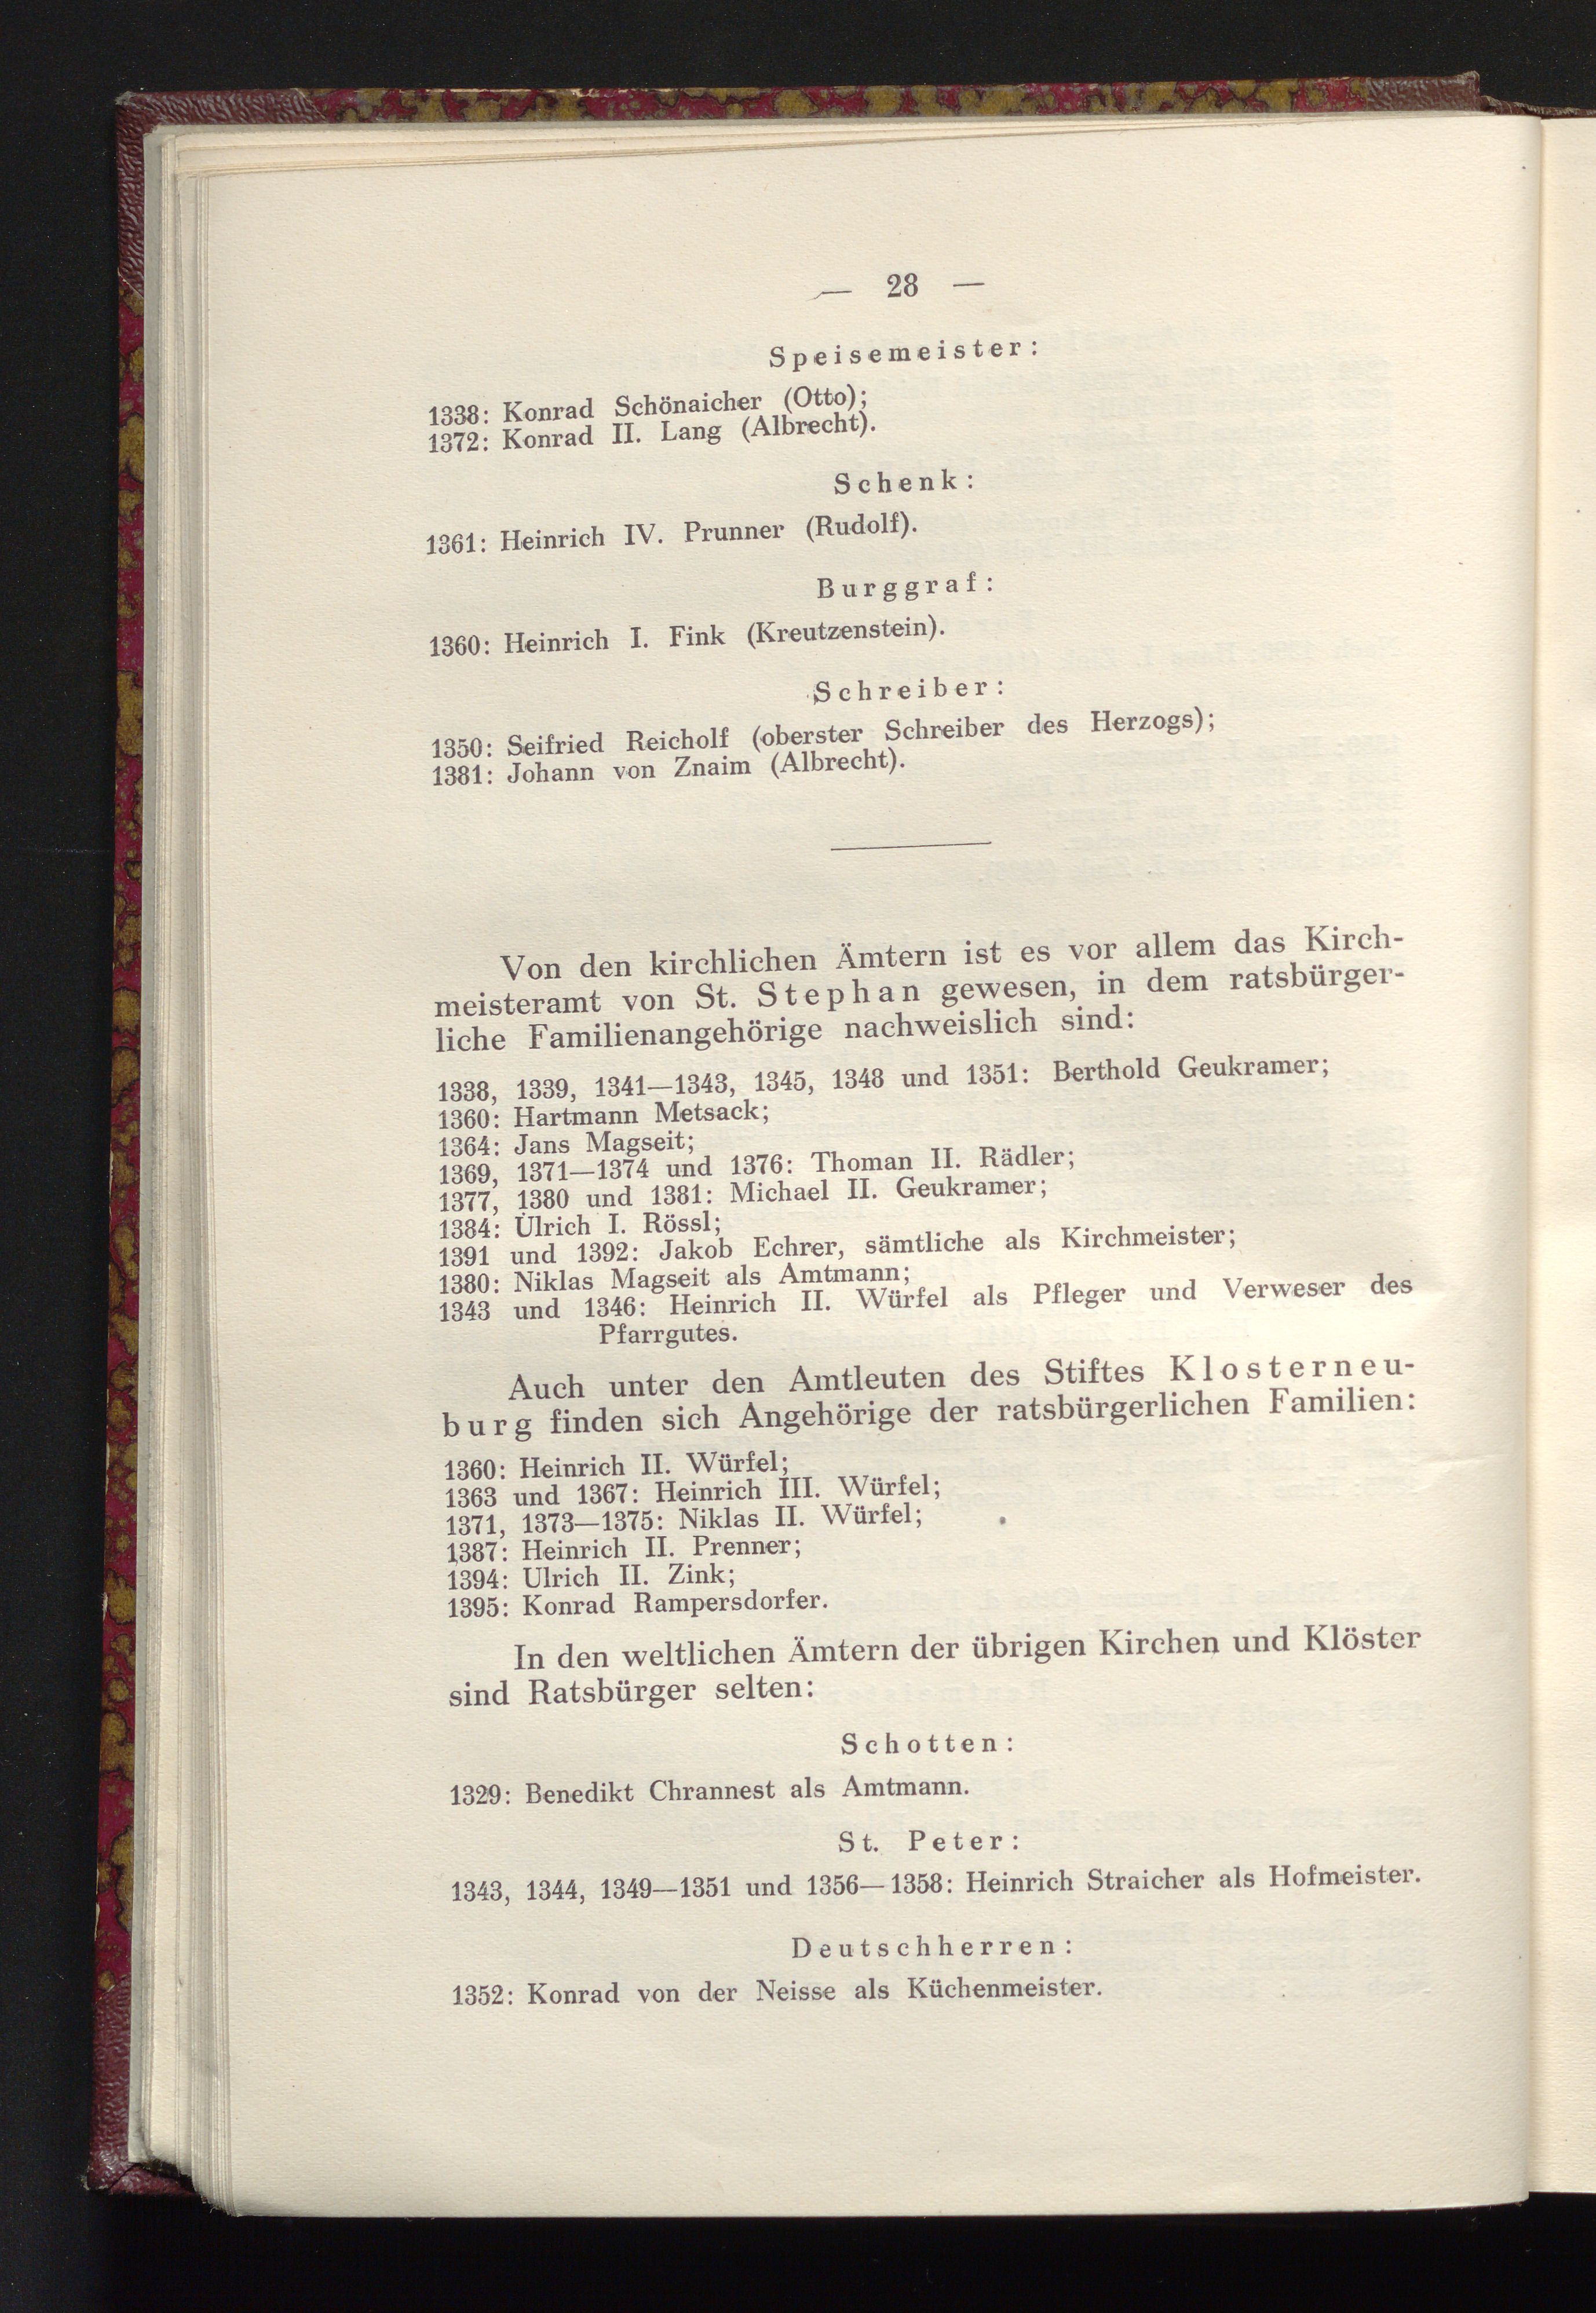 — 28 —
Speisemeister:
1338: Konrad Schönaicher (Otto);
1372: Konrad II. Lang (Albrecht).
Schenk:
1361: Heinrich IV. Prunner (Rudolf).
Burggraf:
1360: Heinrich I. Fink (Kreutzenstein).
Schreiber:
1350: Seifried Reicholf (oberster Schreiber des Herzogs);
1381: Johann von Znaim (Albrecht).
Von den kirchlichen Ämtern ist es vor allem das Kirch-
meisteramt von St. Stephan gewesen, in dem ratsbürger-
liche Familienangehörige nachweislich sind:
1338, 1339, 1341—1343, 1345, 1348 und 1351: Berthold Geukramer;
1360: Hartmann Metsack;
1364: Jans Magseit;
1369, 1371—1374 und 1376: Thoman II. Rädler;
1377, 1380 und 1381: Michael II. Geukramer;
1384: Ulrich I. Rössl;
1391 und 1392: Jakob Echrer, sämtliche als Kirchmeister;
1380: Niklas Magseit als Amtmann;
1343 und 1346: Heinrich II. Würfel als Pfleger und Verweser des
Pfarrgutes.
Auch unter den Amtleuten des Stiftes Klosterneu-
burg finden sich Angehörige der ratsbürgerlichen Familien:
1360: Heinrich II. Würfel;
1363 und 1367: Heinrich III. Würfel;
1371, 1373—1375: Niklas II. Würfel;
1387: Heinrich II. Prenner;
1394: Ulrich II. Zink;
1395: Konrad Rampersdorfer.
In den weltlichen Ämtern der übrigen Kirchen und Klöster
sind Ratsbürger selten:
Schotten:
1329: Benedikt Chrannest als Amtmann.
St. Peter:
1343, 1344, 1349—1351 und 1356—1358: Heinrich Straicher als Hofmeister.
Deutschherren:
1352: Konrad von der Neisse als Küchenmeister.